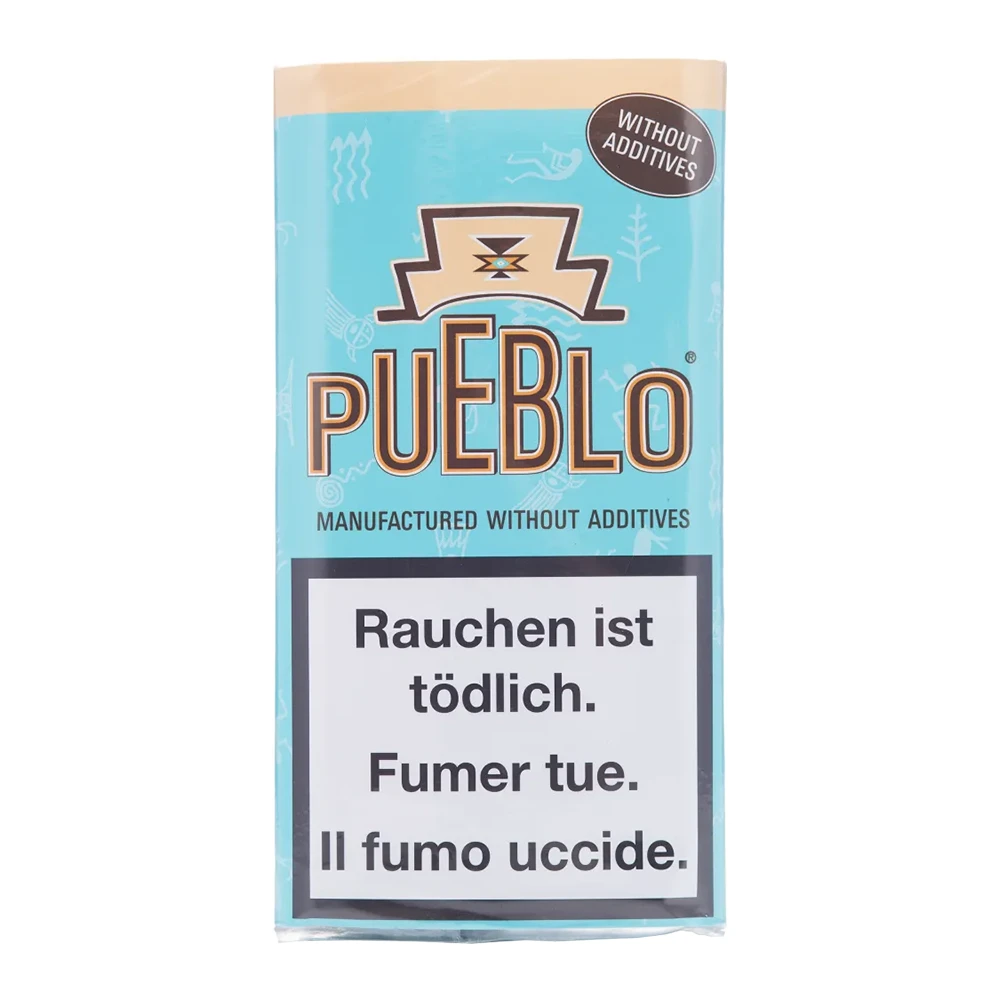 WITHOUT
ADDITIVES
PUEBLO®
MANUFACTURED WITHOUT ADDITIVES
Rauchen ist
tödlich.
Fumer tue.
Il fumo uccide.